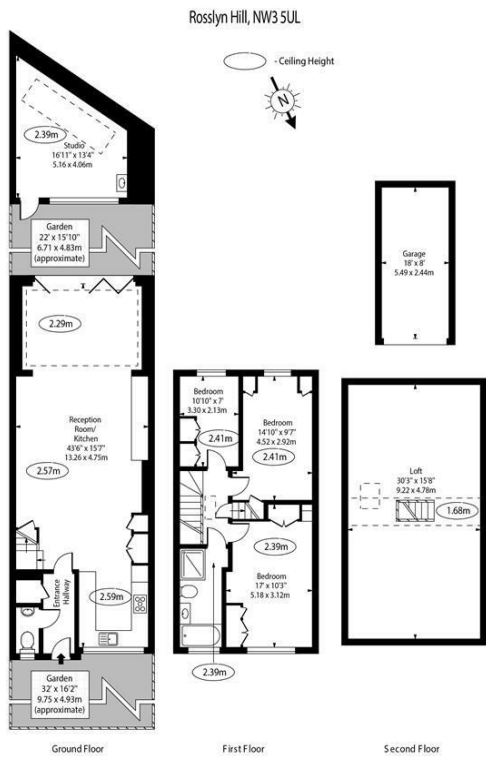 Rosslyn Hill, NW3 5UL
- Ceiling Height
N
2.39m
Studio
16'11" x 13'4"
5.16 x 4.06m
Garden
22' x 15'10"
6.71 x 4.83m
(approximate)
2.29m
Reception
Room/
Kitchen
43'6" x 15'7"
13.26 x 4.75m
2.57m
Entrance
Hallway
2.59m
Garden
32' x 16'2"
9.75 x 4.93m
(approximate)
Ground Floor
Bedroom
10'10" x 7'
3.30 x 2.13m
2.41m
Bedroom
14'10" x 9'7"
4.52 x 2.92m
2.41m
2.39m
Bedroom
17' x 10'3"
5.18 x 3.12m
2.39m
First Floor
Garage
18' x 8'
5.49 x 2.44m
Loft
30'3" x 15'8"
9.22 x 4.78m
1.68m
Second Floor